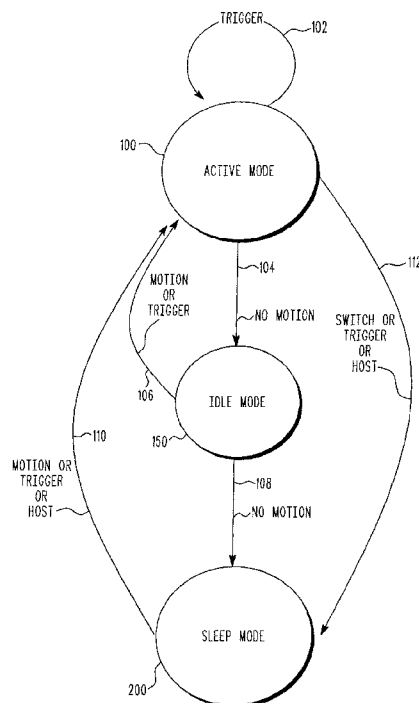 TRIGGER
102
100
ACTIVE MODE
104
112
MOTION
OR
TRIGGER
NO MOTION
SWITCH OR
TRIGGER
OR
HOST
106
IDLE MODE
150
110
108
MOTION OR
TRIGGER
OR
HOST
NO MOTION
SLEEP MODE
200